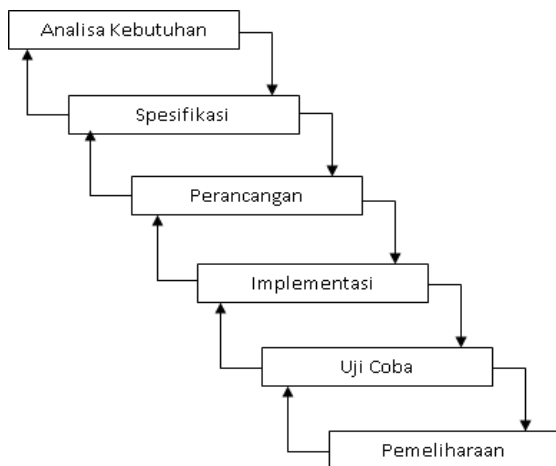 Analisa Kebutuhan
Spesifikasi
Perancangan
Implementasi
Uji Coba
Pemeliharaan